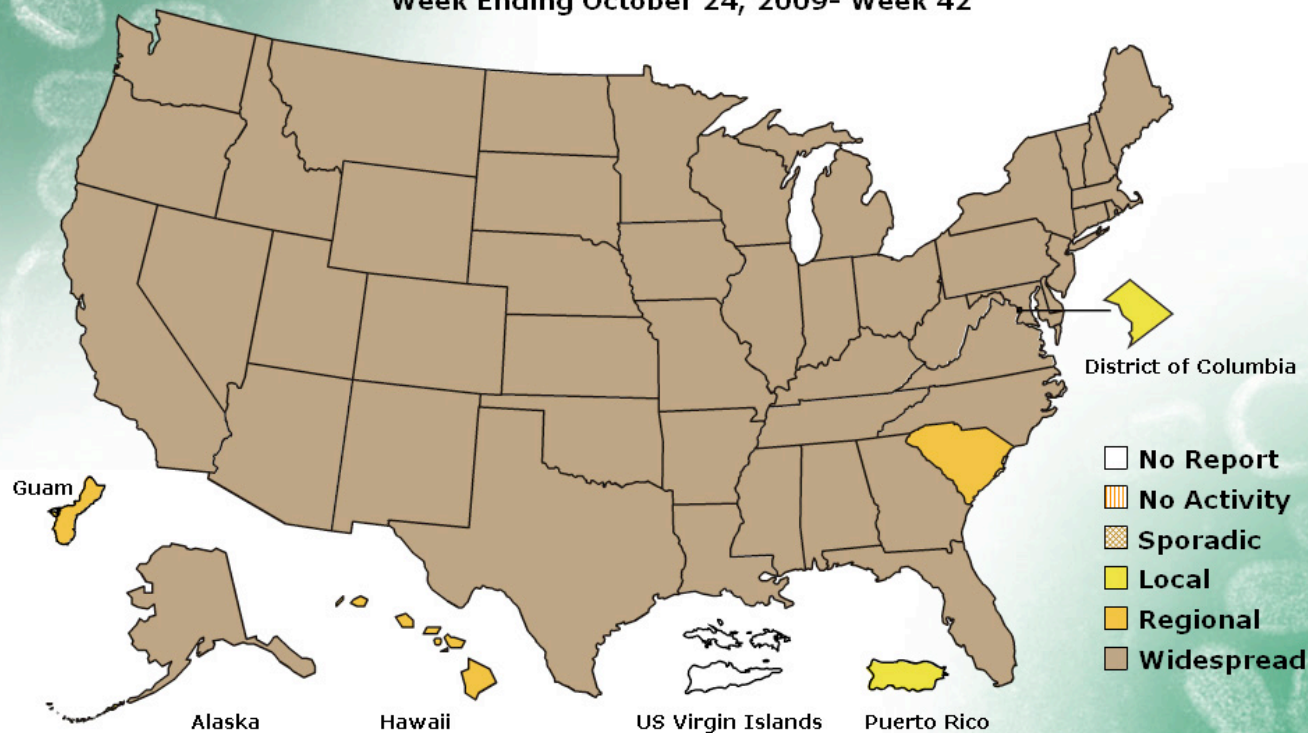 Week Ending October 24, 2009- Week 42
District of Columbia
No Report
Guam
No Activity
Sporadic
Local
Regional
Widespread
Alaska
Hawaii
US Virgin Islands
Puerto Rico